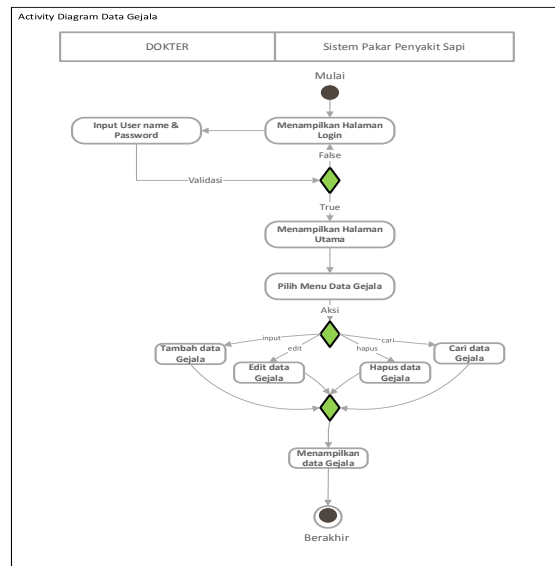 Activity Diagram Data Gejala
DOKTER
Sistem Pakar Penyakit Sapi
Mulai
Input User name &
Password
Menampilkan Halaman
Login
False
Validasi
True
Menampilkan Halaman
Utama
Pilih Menu Data Gejala
Aksi
input
edit
hapus
cari
Tambah data
Gejala
Edit data
Gejala
Hapus data
Gejala
Cari data
Gejala
Menampilkan
data Gejala
Berakhir